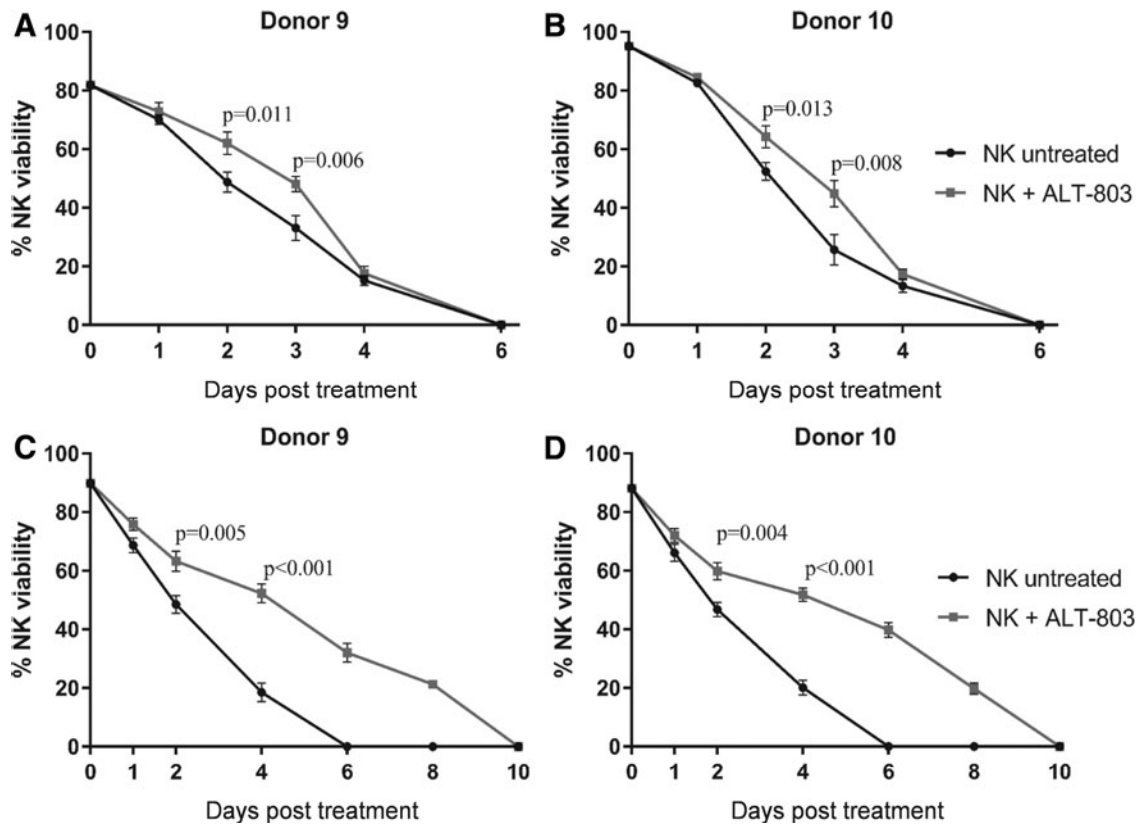 A
Donor 9
100
80
60
40
20
0
% NK viability
p=0.011
p=0.006
0 1 2 3 4 6
Days post treatment
B
Donor 10
100
80
60
40
20
0
% NK viability
p=0.013
p=0.008
0 1 2 3 4 6
Days post treatment
NK untreated
NK + ALT-803
C
Donor 9
100
80
60
40
20
0
% NK viability
p=0.005
p<0.001
0 1 2 4 6 8 10
Days post treatment
D
Donor 10
100
80
60
40
20
0
% NK viability
p=0.004
p<0.001
0 1 2 4 6 8 10
Days post treatment
NK untreated
NK + ALT-803